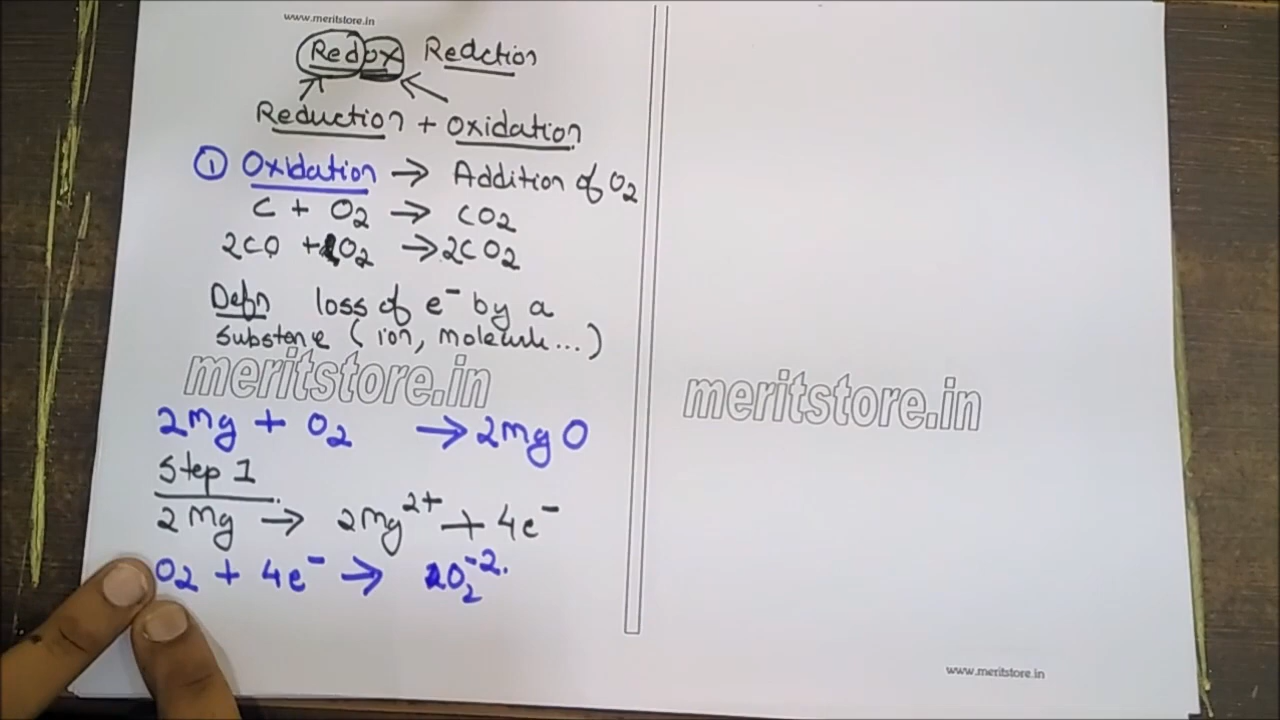 www.meritstore.in
Redox Redction
Reduction + Oxidation
① Oxidation → Addition of O₂
C + O₂ → CO₂
2CO + O₂ → 2CO₂
Defn loss of e⁻ by a
Substane ( ion, molecule... )
meritstore.in
2Mg + O₂ → 2MgO
Step 1
2Mg → 2Mg²⁺ + 4e⁻
O₂ + 4e⁻ → 2O₂⁻².
meritstore.in
www.meritstore.in